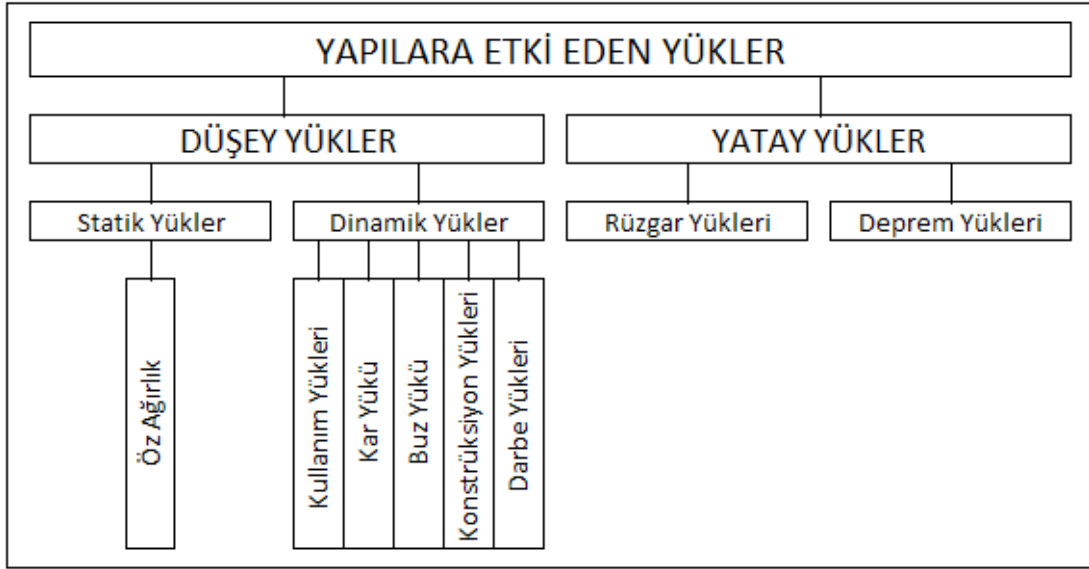 YAPILARA ETKİ EDEN YÜKLER
DÜŞEY YÜKLER
YATAY YÜKLER
Statik Yükler
Dinamik Yükler
Rüzgar Yükleri
Deprem Yükleri
Öz Ağırlık
Kullanım Yükleri
Kar Yükü
Buz Yükü
Konstrüksiyon Yükleri
Darbe Yükleri